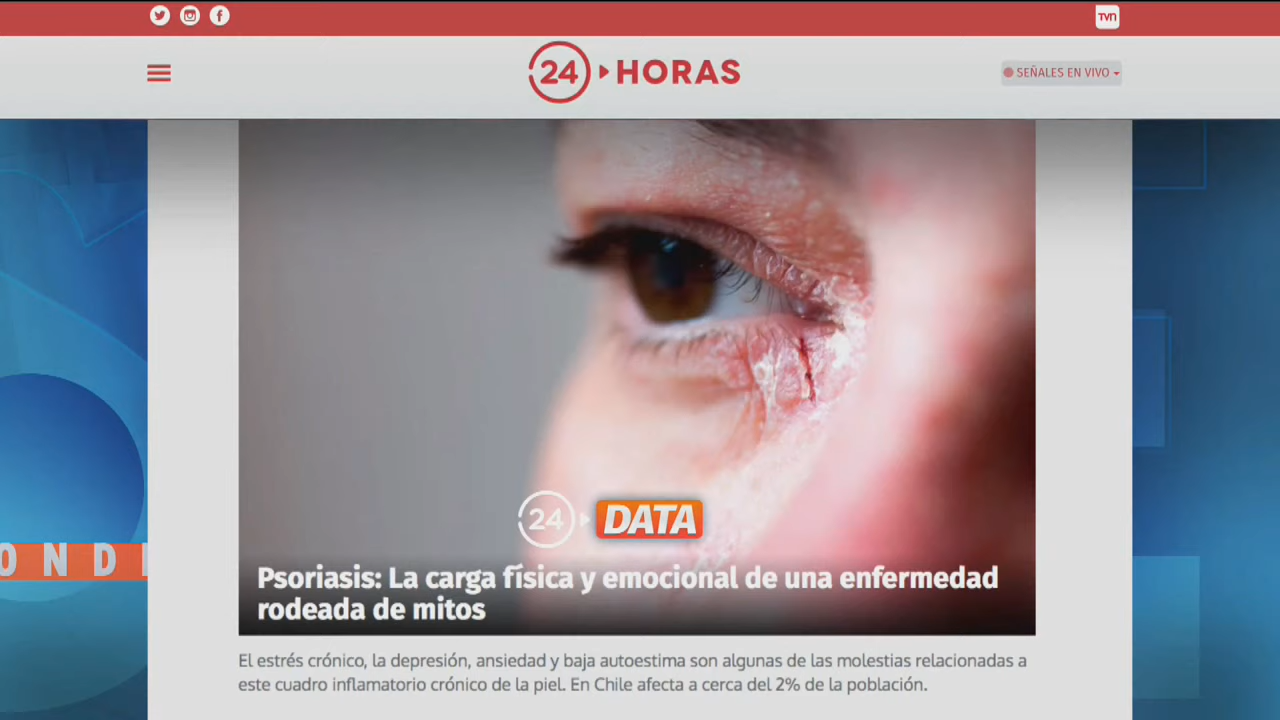 TVN
24 HORAS
SEÑALES EN VIVO
24 DATA
OND
Psoriasis: La carga física y emocional de una enfermedad
rodeada de mitos
El estrés crónico, la depresión, ansiedad y baja autoestima son algunas de las molestias relacionadas a
este cuadro inflamatorio crónico de la piel. En Chile afecta a cerca del 2% de la población.